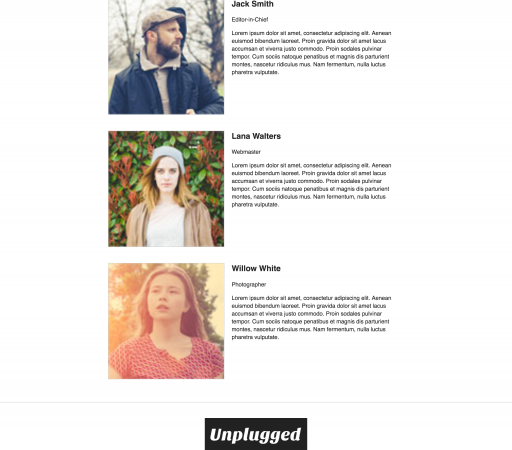 Jack Smith
Editor-in-Chief
Lorem ipsum dolor sit amet, consectetur adipiscing elit. Aenean
euismod bibendum laoreet. Proin gravida dolor sit amet lacus
accumsan et viverra justo commodo. Proin sodales pulvinar
tempor. Cum sociis natoque penatibus et magnis dis parturient
montes, nascetur ridiculus mus. Nam fermentum, nulla luctus
pharetra vulputate.
Lana Walters
Webmaster
Lorem ipsum dolor sit amet, consectetur adipiscing elit. Aenean
euismod bibendum laoreet. Proin gravida dolor sit amet lacus
accumsan et viverra justo commodo. Proin sodales pulvinar
tempor. Cum sociis natoque penatibus et magnis dis parturient
montes, nascetur ridiculus mus. Nam fermentum, nulla luctus
pharetra vulputate.
Willow White
Photographer
Lorem ipsum dolor sit amet, consectetur adipiscing elit. Aenean
euismod bibendum laoreet. Proin gravida dolor sit amet lacus
accumsan et viverra justo commodo. Proin sodales pulvinar
tempor. Cum sociis natoque penatibus et magnis dis parturient
montes, nascetur ridiculus mus. Nam fermentum, nulla luctus
pharetra vulputate.
Unplugged